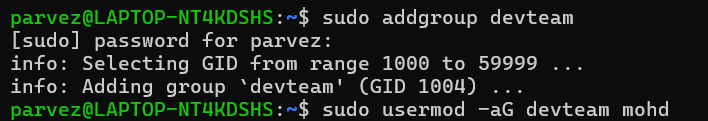 parvez@LAPTOP-NT4KDSHS:~$ sudo addgroup devteam
[sudo] password for parvez:
info: Selecting GID from range 1000 to 59999 ...
info: Adding group `devteam' (GID 1004) ...
parvez@LAPTOP-NT4KDSHS:~$ sudo usermod -aG devteam mohd